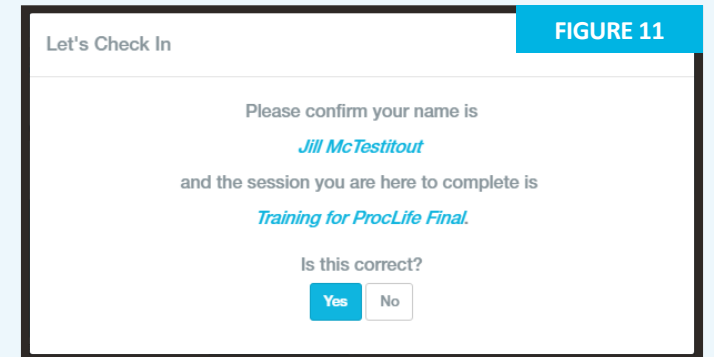 FIGURE 11
Let's Check In
Please confirm your name is
Jill McTestitout
and the session you are here to complete is
Training for ProcLife Final.
Is this correct?
Yes No